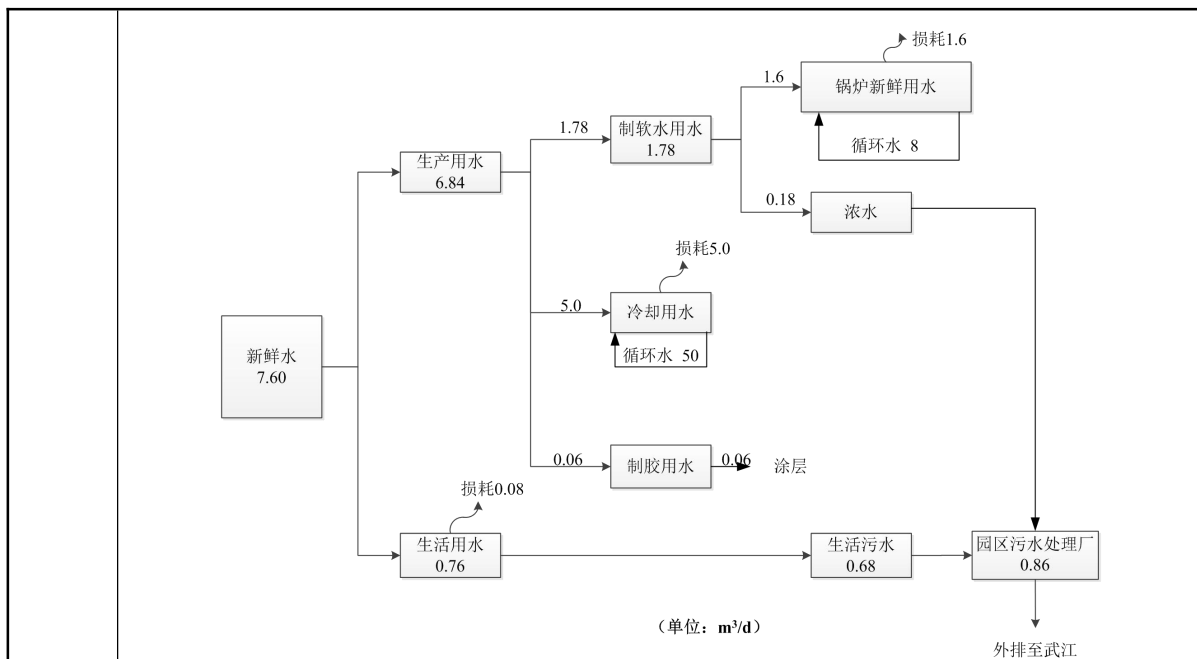 损耗1.6
1.6
锅炉新鲜用水
循环水 8
1.78
制软水用水
1.78
生产用水
6.84
0.18
浓水
损耗5.0
5.0
冷却用水
循环水 50
新鲜水
7.60
0.06
制胶用水
0.06
涂层
损耗0.08
生活用水
0.76
生活污水
0.68
园区污水处理厂
0.86
（单位：m³/d）
外排至武江